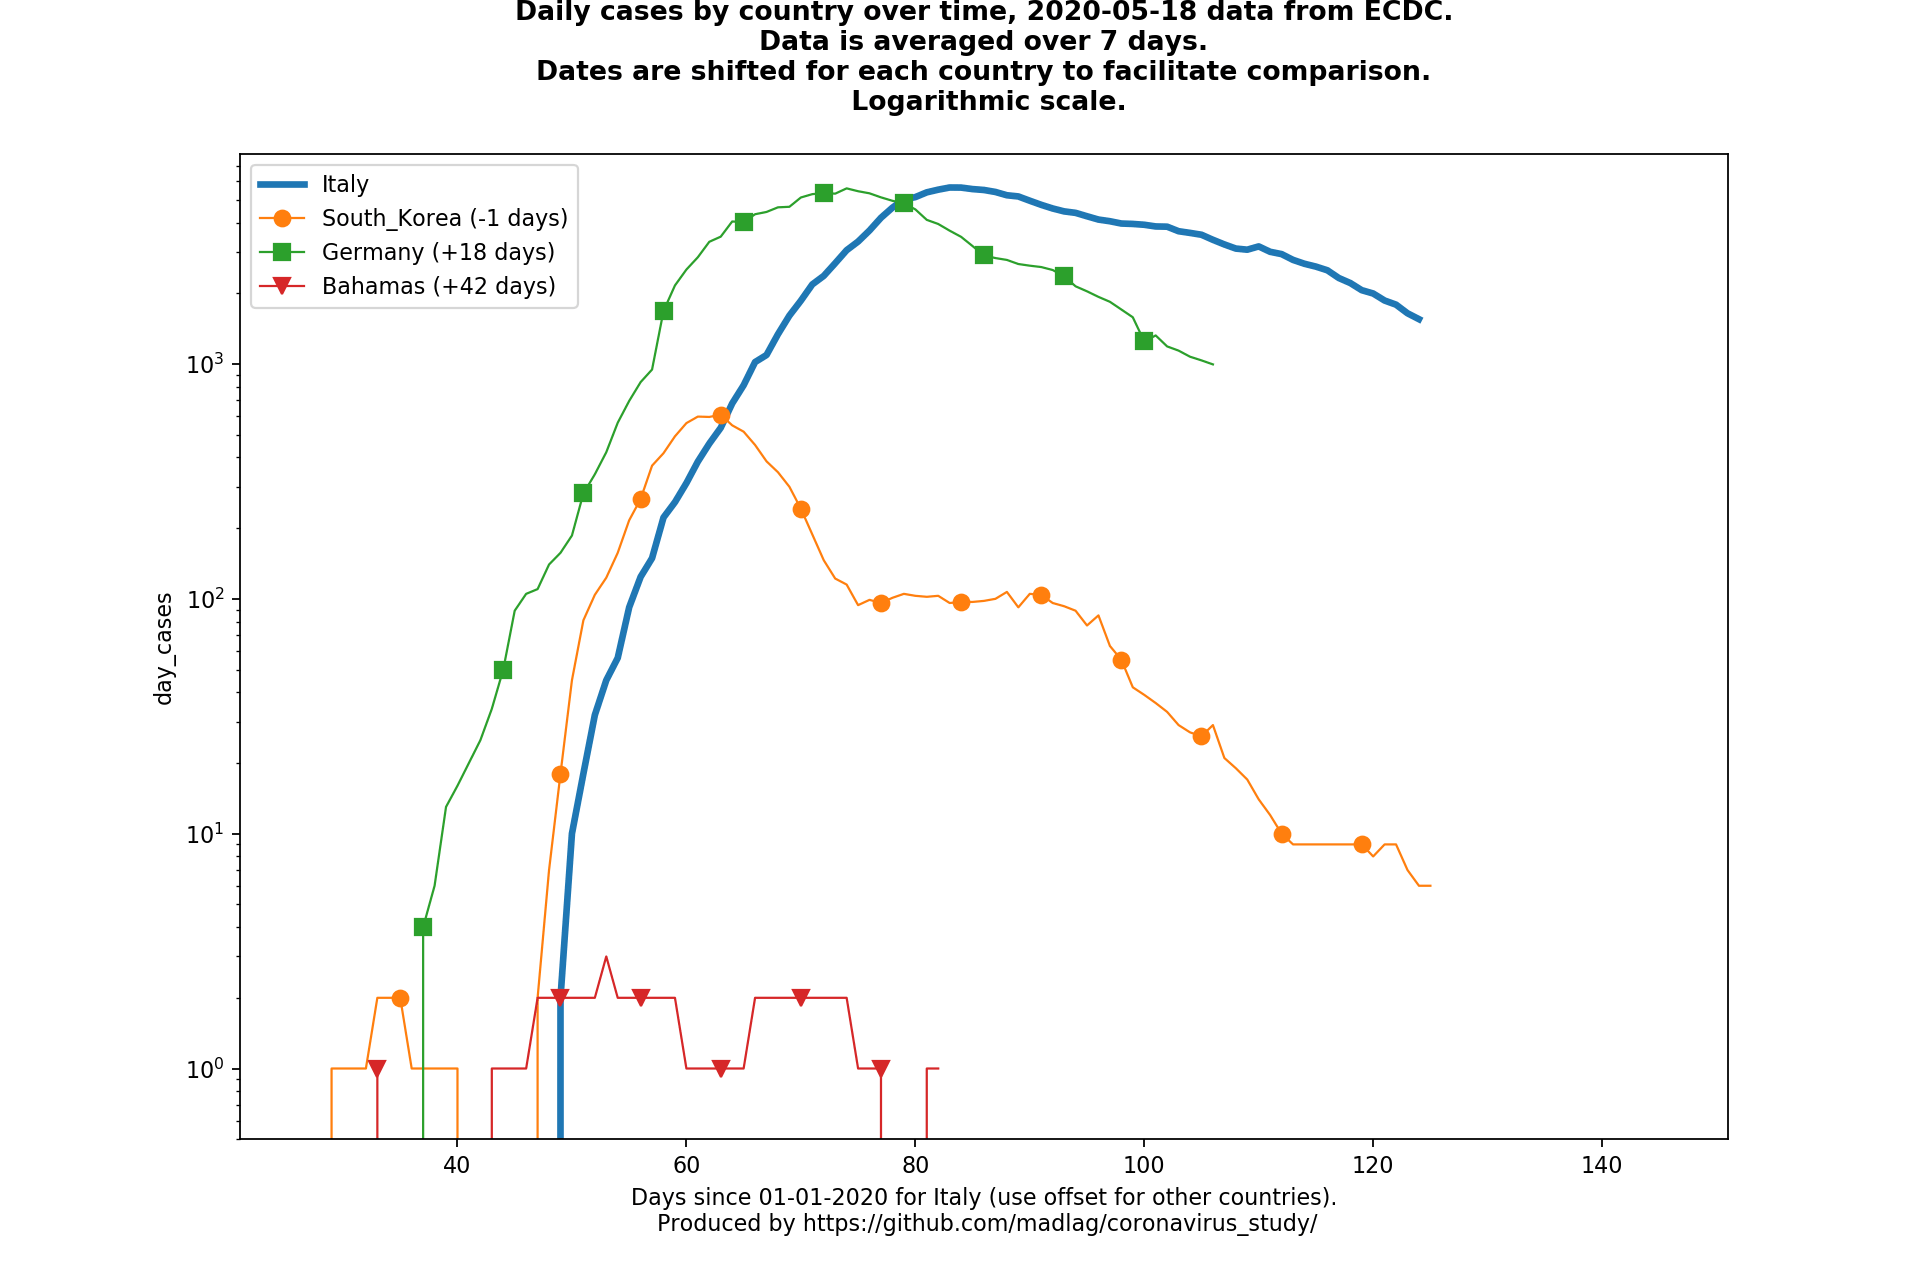 Daily cases by country over time, 2020-05-18 data from ECDC.
Data is averaged over 7 days.
Dates are shifted for each country to facilitate comparison.
Logarithmic scale.
Italy
South_Korea (-1 days)
Germany (+18 days)
Bahamas (+42 days)
day_cases
10³
10²
10¹
10⁰
40 60 80 100 120 140
Days since 01-01-2020 for Italy (use offset for other countries).
Produced by https://github.com/madlag/coronavirus_study/